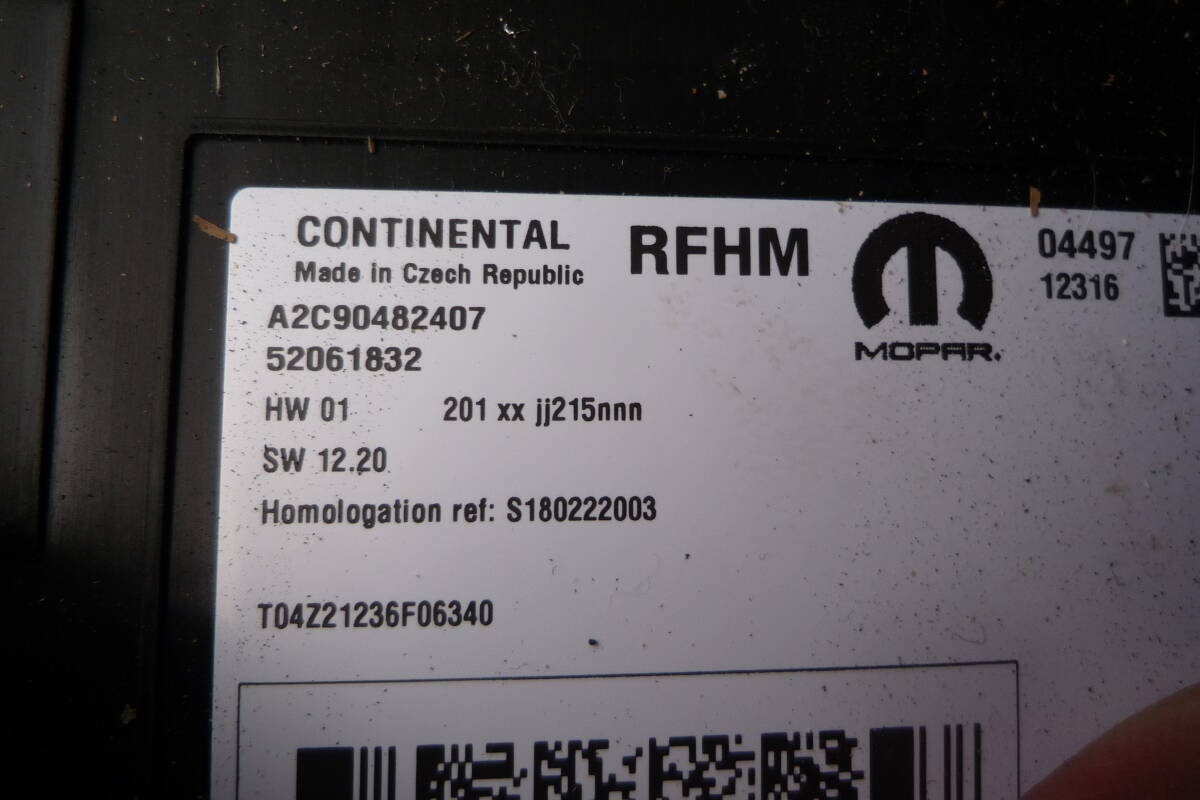 CONTINENTAL
Made in Czech Republic
RFHM
MOPAR.
04497
12316
A2C90482407
52061832
HW 01 201 xx jj215nnn
SW 12.20
Homologation ref: S180222003
T04Z21236F06340